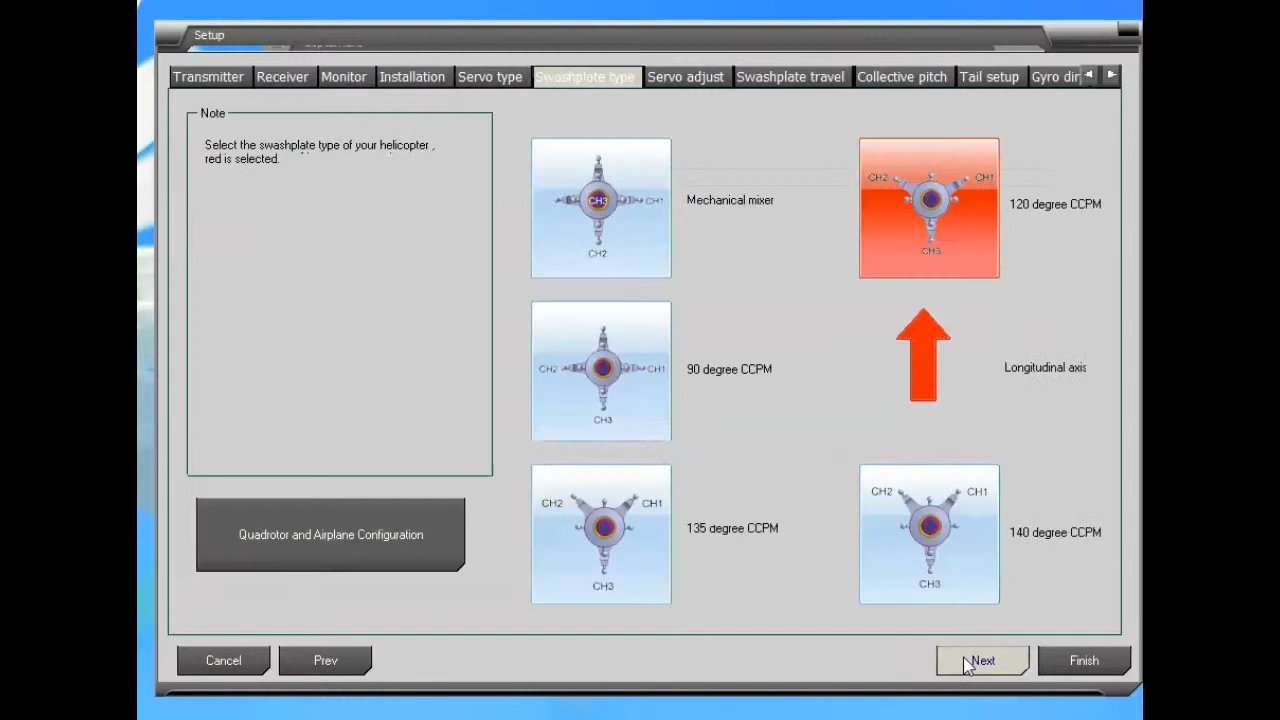 Setup
Transmitter Receiver Monitor Installation Servo type Swashplate type Servo adjust Swashplate travel Collective pitch Tail setup Gyro dir
Note
Select the swashplate type of your helicopter ,
red is selected.
CH3
CH1
CH2
Mechanical mixer
CH2
CH1
CH3
120 degree CCPM
CH2
CH1
CH3
90 degree CCPM
Longitudinal axis
CH2
CH1
CH3
135 degree CCPM
CH2
CH1
CH3
140 degree CCPM
Quadrotor and Airplane Configuration
Cancel
Prev
Next
Finish